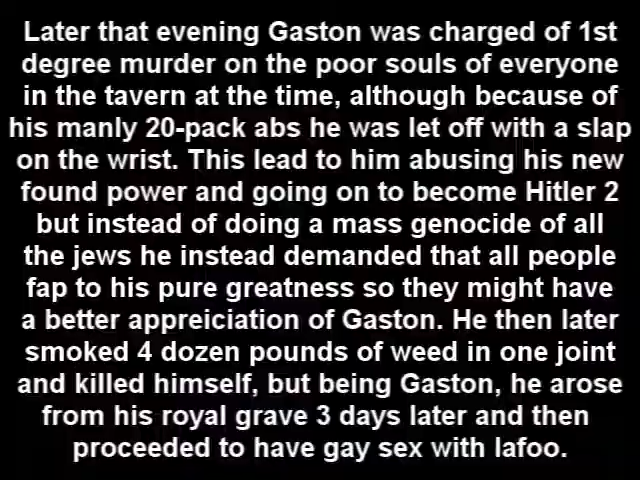 Later that evening Gaston was charged of 1st
degree murder on the poor souls of everyone
in the tavern at the time, although because of
his manly 20-pack abs he was let off with a slap
on the wrist. This lead to him abusing his new
found power and going on to become Hitler 2
but instead of doing a mass genocide of all
the jews he instead demanded that all people
fap to his pure greatness so they might have
a better appreiciation of Gaston. He then later
smoked 4 dozen pounds of weed in one joint
and killed himself, but being Gaston, he arose
from his royal grave 3 days later and then
proceeded to have gay sex with lafoo.